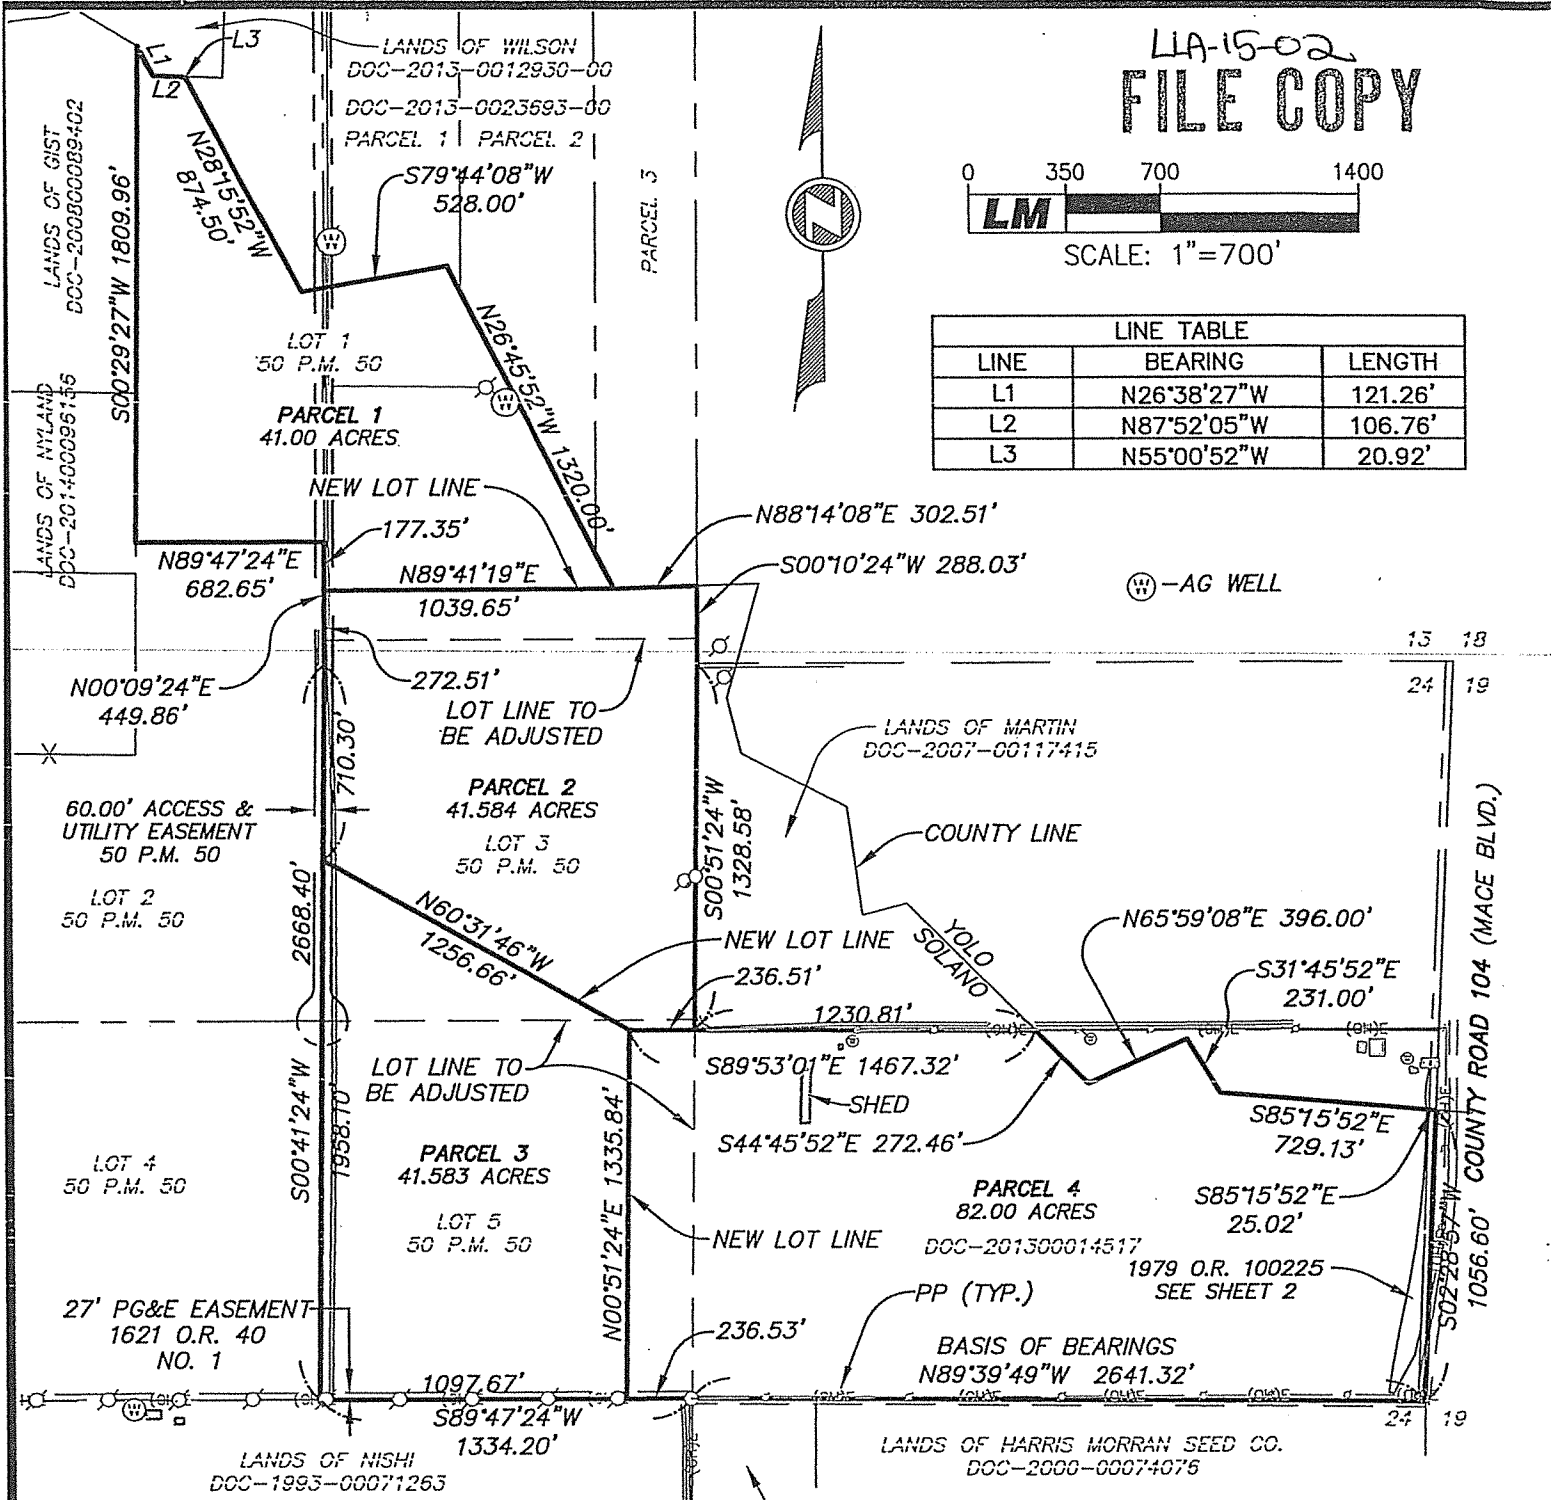 LLA-15-02
FILE COPY
0 350 700 1400
LM
SCALE: 1"=700'
LINE TABLE
LINE BEARING LENGTH
L1 N26°38'27"W 121.26'
L2 N87°52'05"W 106.76'
L3 N55°00'52"W 20.92'
L1
L2
L3
LANDS OF WILSON
DOC-2013-0012930-00
DOC-2013-0023693-00
PARCEL 1
PARCEL 2
PARCEL 3
LANDS OF GIST
DOC-200800089402
S00°29'27"W 1809.96'
N28°15'52"W
874.50'
S79°44'08"W
528.00'
W
N
LOT 1
50 P.M. 50
N26°45'52"W 1320.00'
W
PARCEL 1
41.00 ACRES
LANDS OF NYLAND
DOC-201400096155
NEW LOT LINE
177.35'
N88°14'08"E 302.51'
N89°47'24"E
682.65'
N89°41'19"E
1039.65'
S00°10'24"W 288.03'
W -AG WELL
13 18
24 19
N00°09'24"E
449.86'
272.51'
LOT LINE TO
BE ADJUSTED
710.30'
LANDS OF MARTIN
DOC-2007-00117415
PARCEL 2
41.584 ACRES
LOT 3
50 P.M. 50
60.00' ACCESS &
UTILITY EASEMENT
50 P.M. 50
S00°51'24"W
1328.58'
COUNTY LINE
LOT 2
50 P.M. 50
2668.40'
N60°31'46"W
1256.66'
NEW LOT LINE
YOLO
SOLANO
N65°59'08"E 396.00'
236.51'
1230.81'
S31°45'52"E
231.00'
COUNTY ROAD 104 (MACE BLVD.)
LOT LINE TO
BE ADJUSTED
S89°53'01"E 1467.32'
SHED
S44°45'52"E 272.46'
S85°15'52"E
729.13'
S00°41'24"W
1958.10'
N00°51'24"E 1335.84'
LOT 4
50 P.M. 50
PARCEL 3
41.583 ACRES
LOT 5
50 P.M. 50
PARCEL 4
82.00 ACRES
DOC-201300014517
S85°15'52"E
25.02'
NEW LOT LINE
1979 O.R. 100225
SEE SHEET 2
S02°28'57"W
1056.60'
27' PG&E EASEMENT
1621 O.R. 40
NO. 1
PP (TYP.)
236.53'
BASIS OF BEARINGS
N89°39'49"W 2641.32'
1097.67'
W
S89°47'24"W
1334.20'
24 19
LANDS OF NISHI
DOC-1993-00071263
LANDS OF HARRIS MORRAN SEED CO.
DOC-2000-00074076